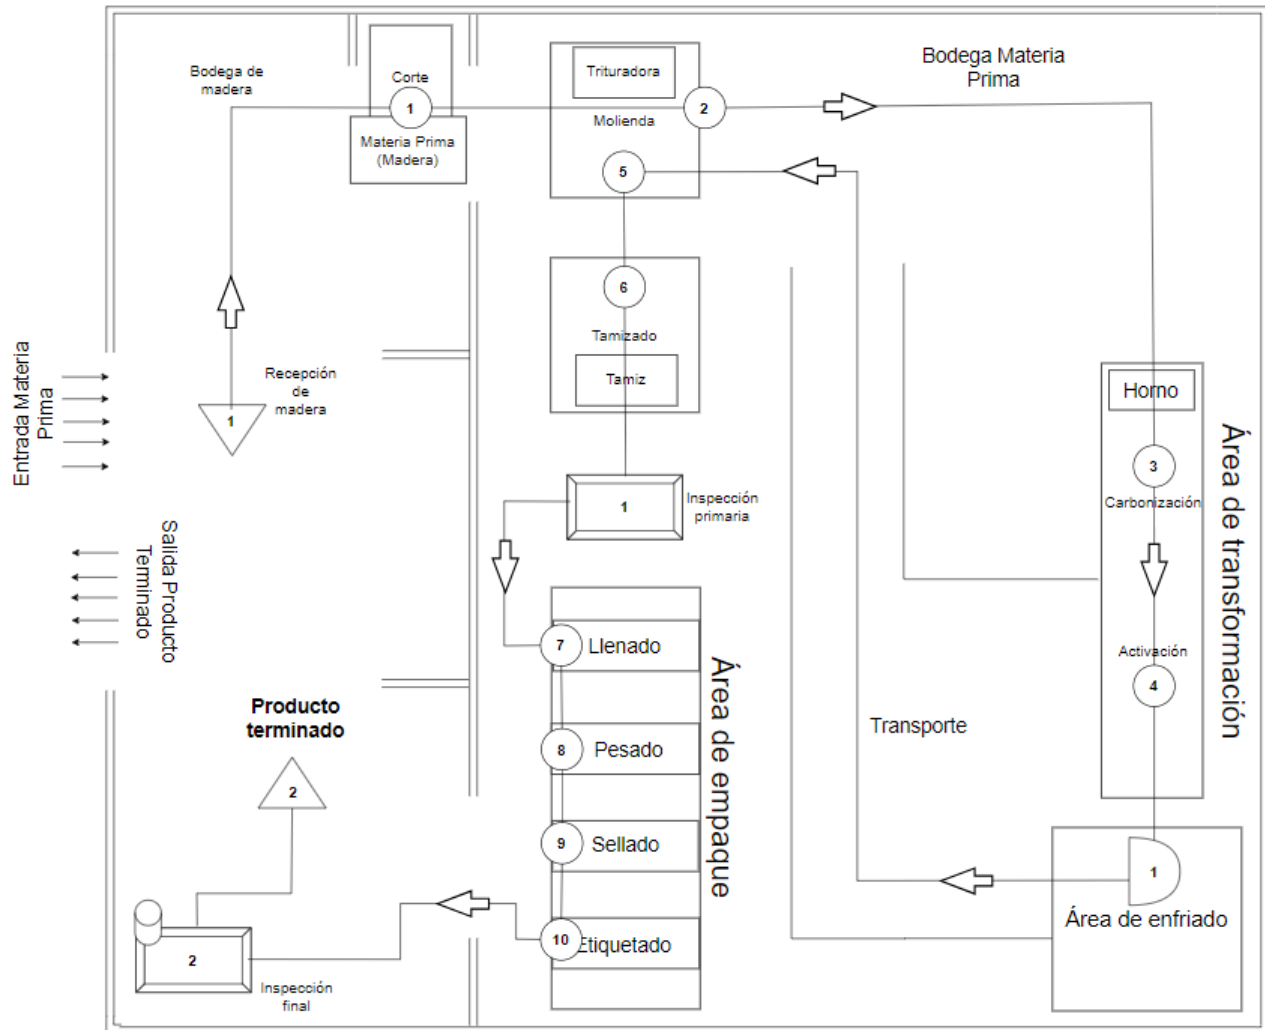 Bodega de
madera
Corte
1
Materia Prima
(Madera)
Trituradora
Molienda
2
5
Bodega Materia
Prima
6
Tamizado
Tamiz
Entrada Materia
Prima
Recepción
de
madera
1
Horno
3
Carbonización
Activación
4
Área de transformación
1
Inspección
primaria
Salida Producto
Terminado
7
Llenado
8
Pesado
9
Sellado
10
Etiquetado
Área de empaque
Transporte
Producto
terminado
2
1
Área de enfriado
2
Inspección
final